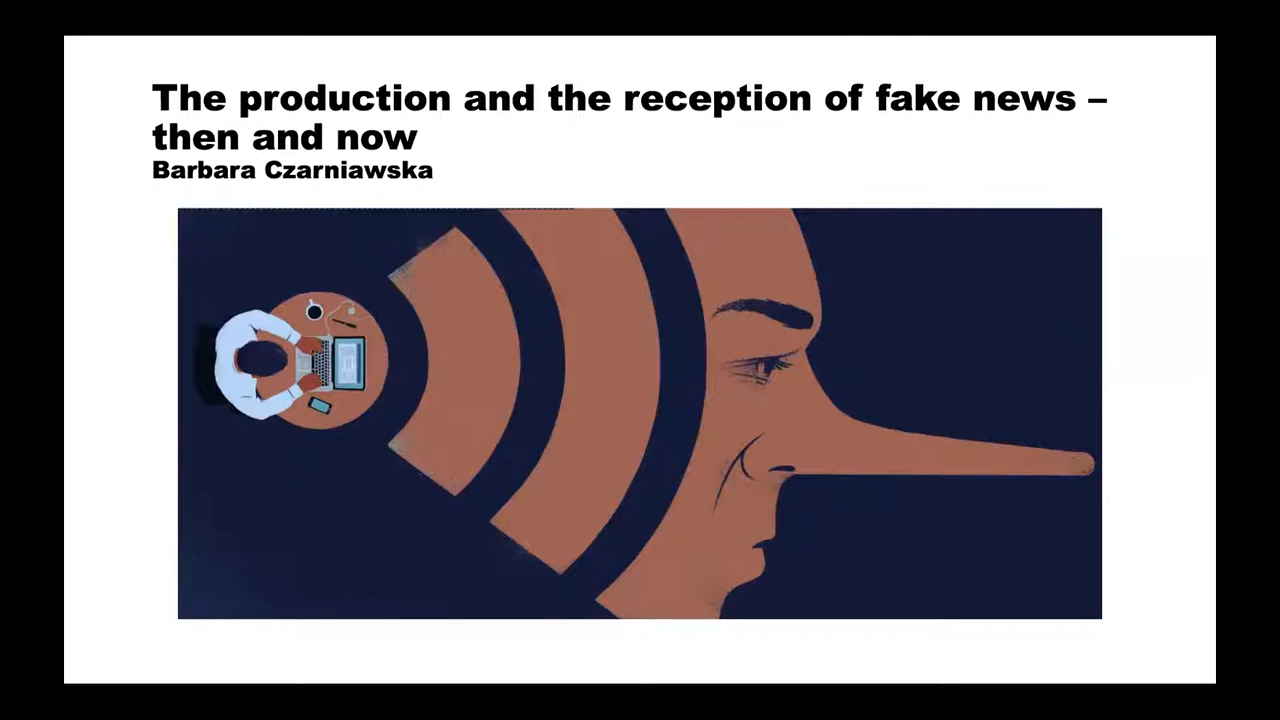 The production and the reception of fake news –
then and now
Barbara Czarniawska